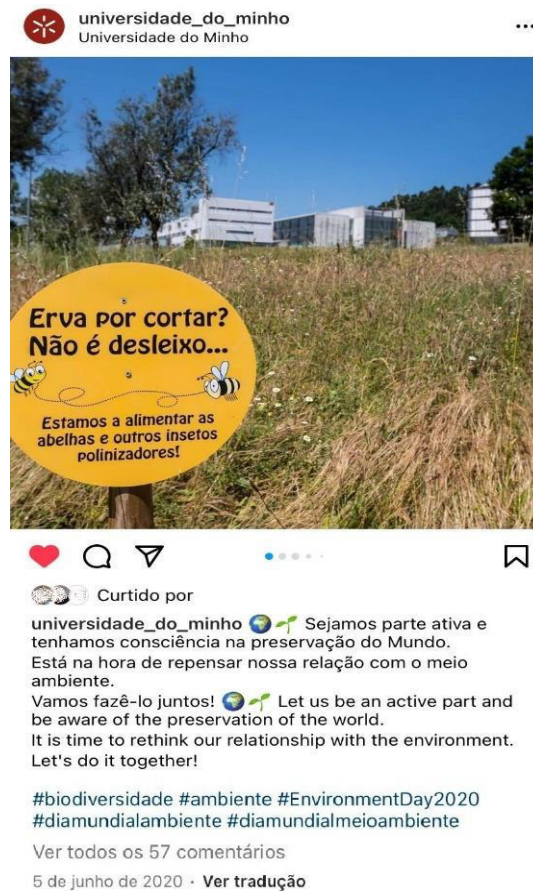 universidade_do_minho
Universidade do Minho
Erva por cortar?
Não é desleixo...
Estamos a alimentar as
abelhas e outros insetos
polinizadores!
Curtido por
universidade_do_minho 🌍🌱 Sejamos parte ativa e
tenhamos consciência na preservação do Mundo.
Está na hora de repensar nossa relação com o meio
ambiente.
Vamos fazê-lo juntos! 🌍🌱 Let us be an active part and
be aware of the preservation of the world.
It is time to rethink our relationship with the environment.
Let's do it together!
#biodiversidade #ambiente #EnvironmentDay2020
#diamundialambiente #diamundialmeioambiente
Ver todos os 57 comentários
5 de junho de 2020 · Ver tradução